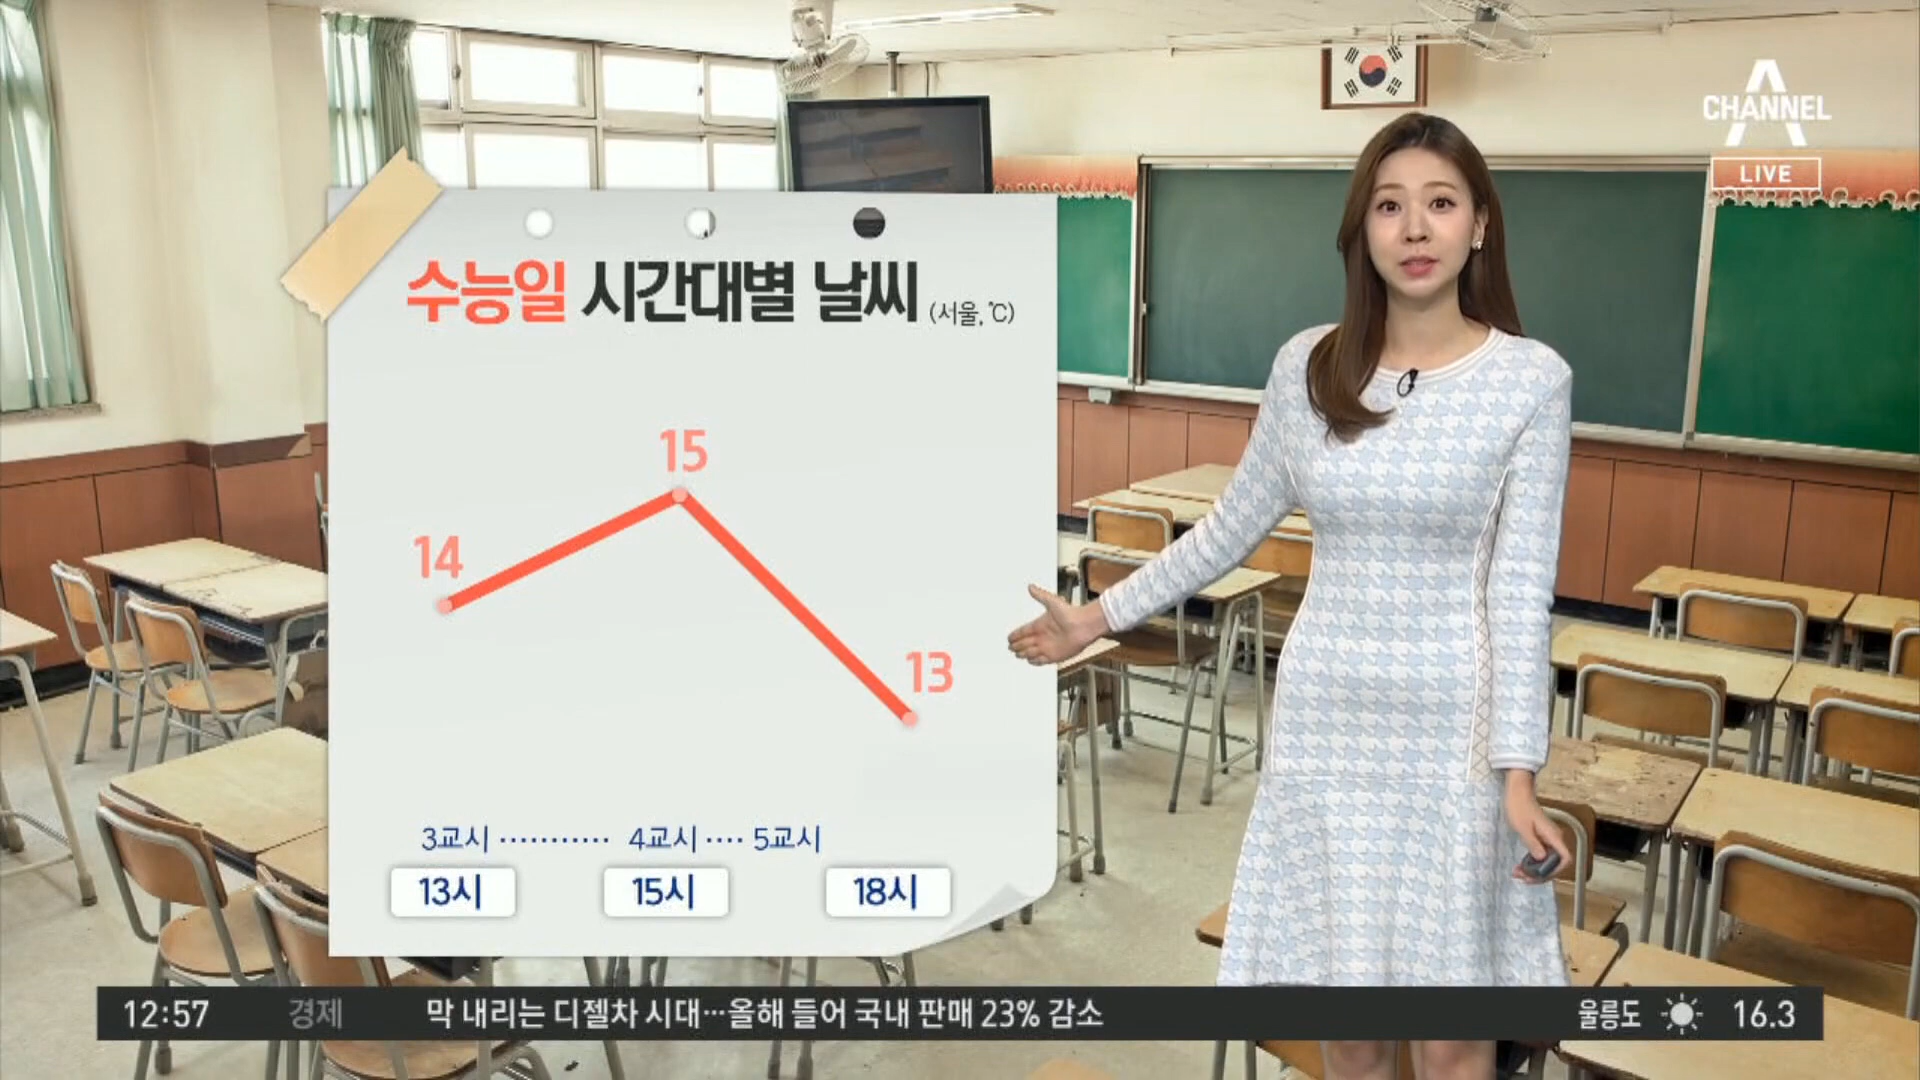 CHANNEL A
LIVE
수능일 시간대별 날씨 (서울, ℃)
15
14
13
3교시 ··········· 4교시 ···· 5교시
13시 15시 18시
12:57 경제 막 내리는 디젤차 시대…올해 들어 국내 판매 23% 감소 울릉도 16.3